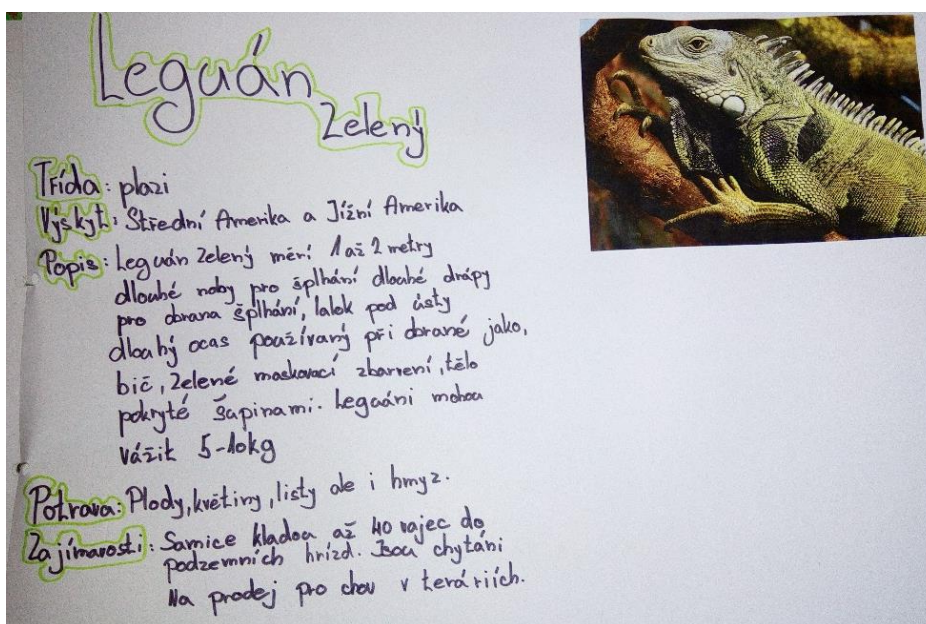 Leguán
Zelený
Třída: plazi
Výskyt: Střední Amerika a Jížní Amerika
Popis: Leguán Zelený měrí 1 až 2 metry
dlouhé nohy pro šplhání dlouhé drápy
pro obrana šplhání, lalok pod ústy
dlouhý ocas používaný při obraně jako,
bič, Zelené maskovací zbarvení, tělo
pokryté šupinami. Leguáni mohou
vážit 5-10kg
Potrava: Plody, květiny, listy ale i hmyz.
Zajímavosti: Samice kladou až 40 vajec do
podzemních hnízd. Jsou chytáni
Na prodej pro chov v teráriích.